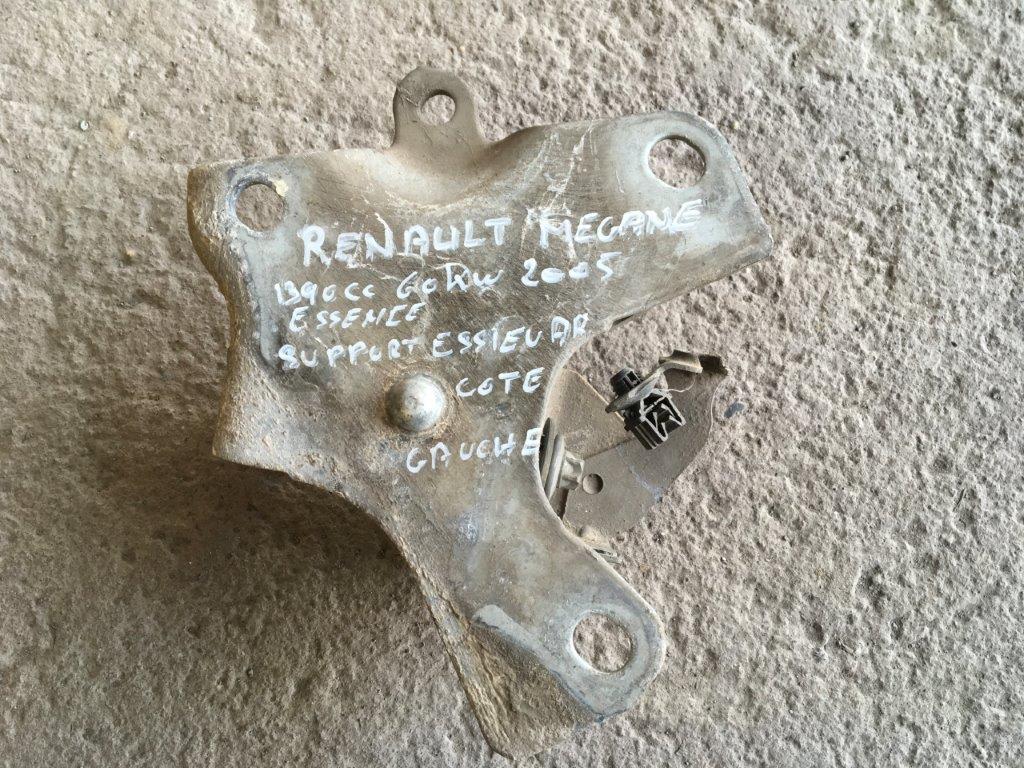 RENAULT MEGANE
1390cc 60KW 2005
ESSENCE
SUPPORT ESSIEU AR
COTE
GAUCHE